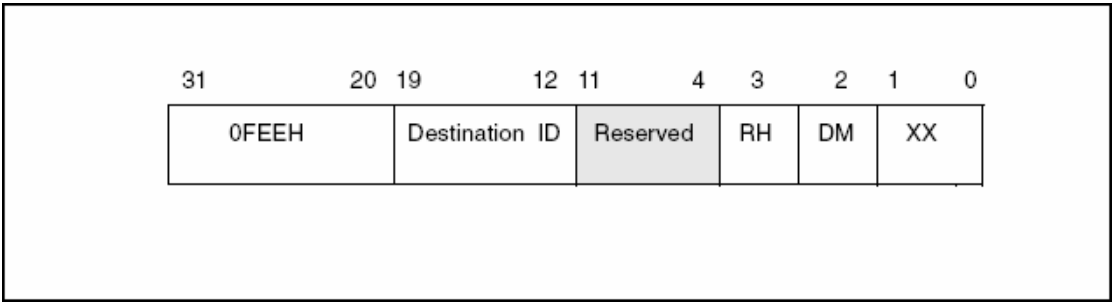 31 20 19 12 11 4 3 2 1 0
0FEEH Destination ID Reserved RH DM XX